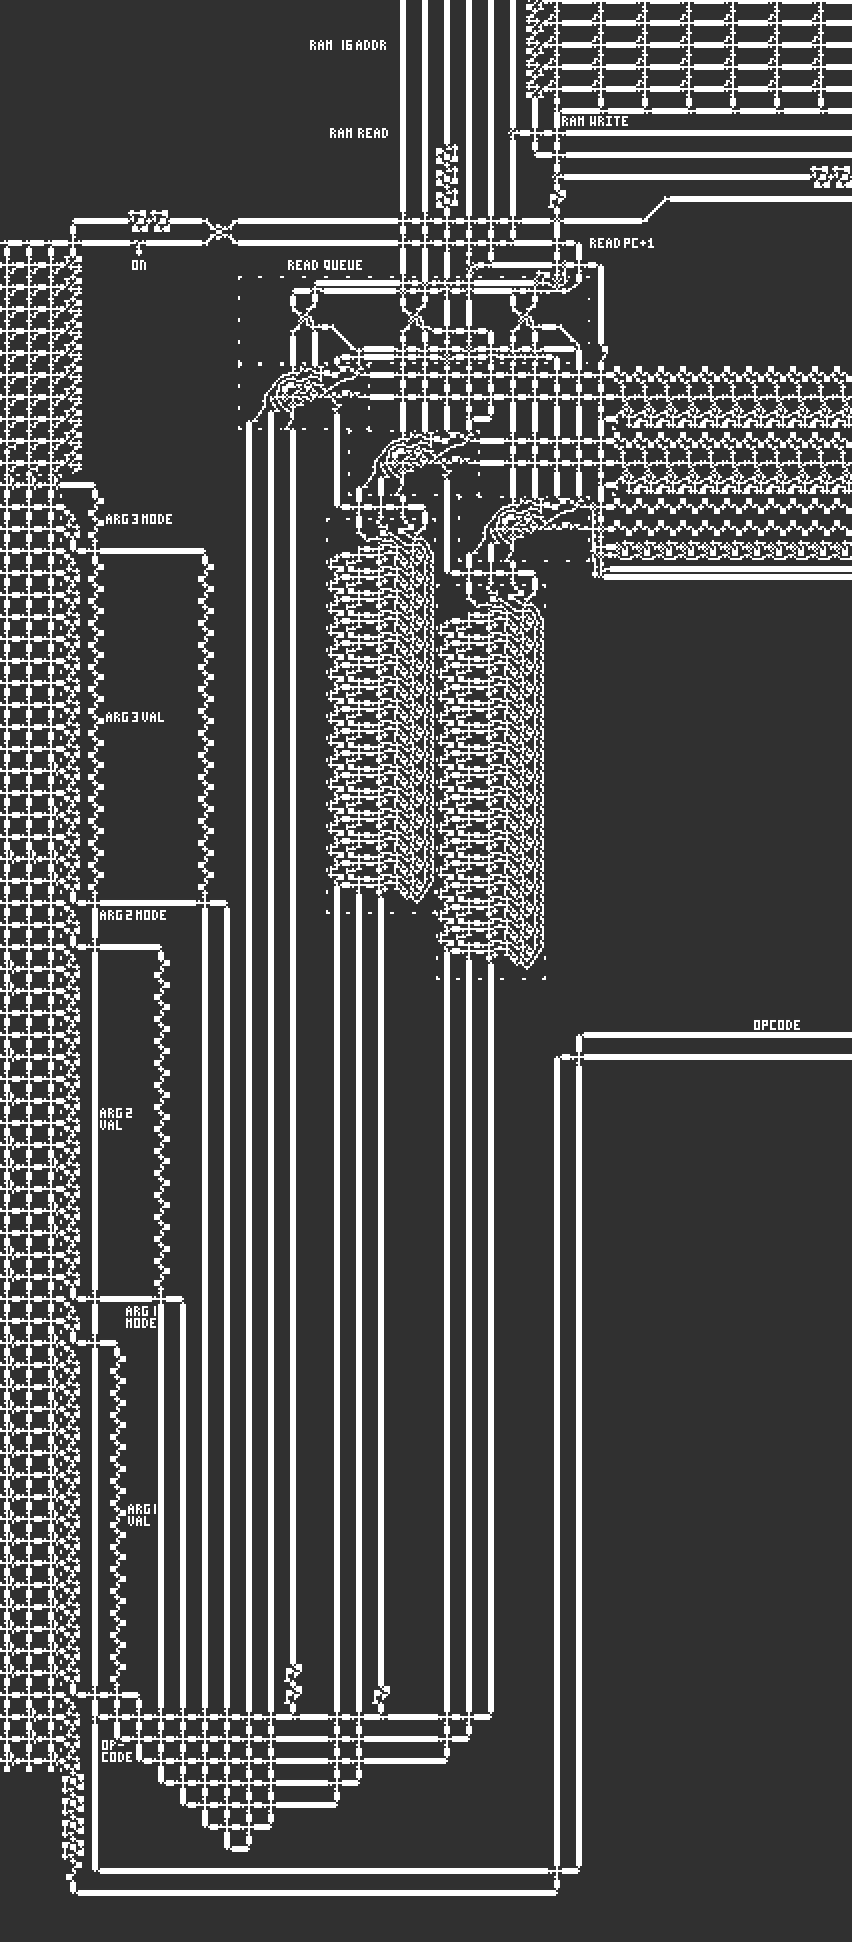 RAM 16 ADDR
RAM WRITE
RAM READ
READ PC+1
ON
READ QUEUE
ARG 3 MODE
ARG 3 VAL
ARG 2 MODE
OPCODE
ARG 2
VAL
ARG 1
MODE
ARG 1
VAL
OP-
CODE